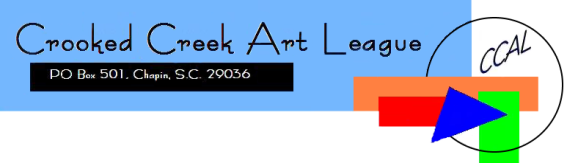 Crooked Creek Art League
PO Box 501, Chapin, S.C. 29036
CCAL